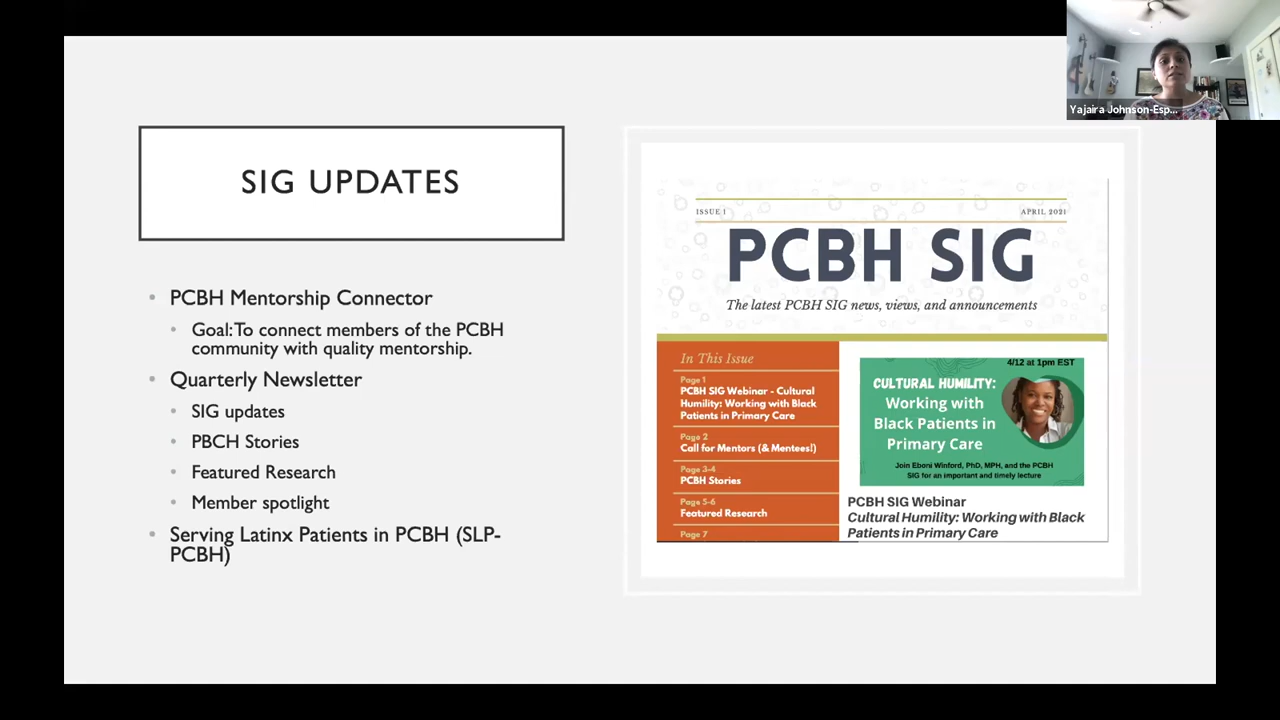 Yajaira Johnson-Esp...
SIG UPDATES
• PCBH Mentorship Connector
• Goal:To connect members of the PCBH
community with quality mentorship.
• Quarterly Newsletter
• SIG updates
• PBCH Stories
• Featured Research
• Member spotlight
• Serving Latinx Patients in PCBH (SLP-
PCBH)
ISSUE 1
APRIL 2021
PCBH SIG
The latest PCBH SIG news, views, and announcements
In This Issue
Page 1
PCBH SIG Webinar - Cultural
Humility: Working with Black
Patients in Primary Care
Page 2
Call for Mentors (& Mentees!)
Page 3-4
PCBH Stories
Page 5-6
Featured Research
Page 7
4/12 at 1pm EST
CULTURAL HUMILITY:
Working with
Black Patients in
Primary Care
Join Eboni Winford, PhD, MPH, and the PCBH
SIG for an important and timely lecture
PCBH SIG Webinar
Cultural Humility: Working with Black
Patients in Primary Care